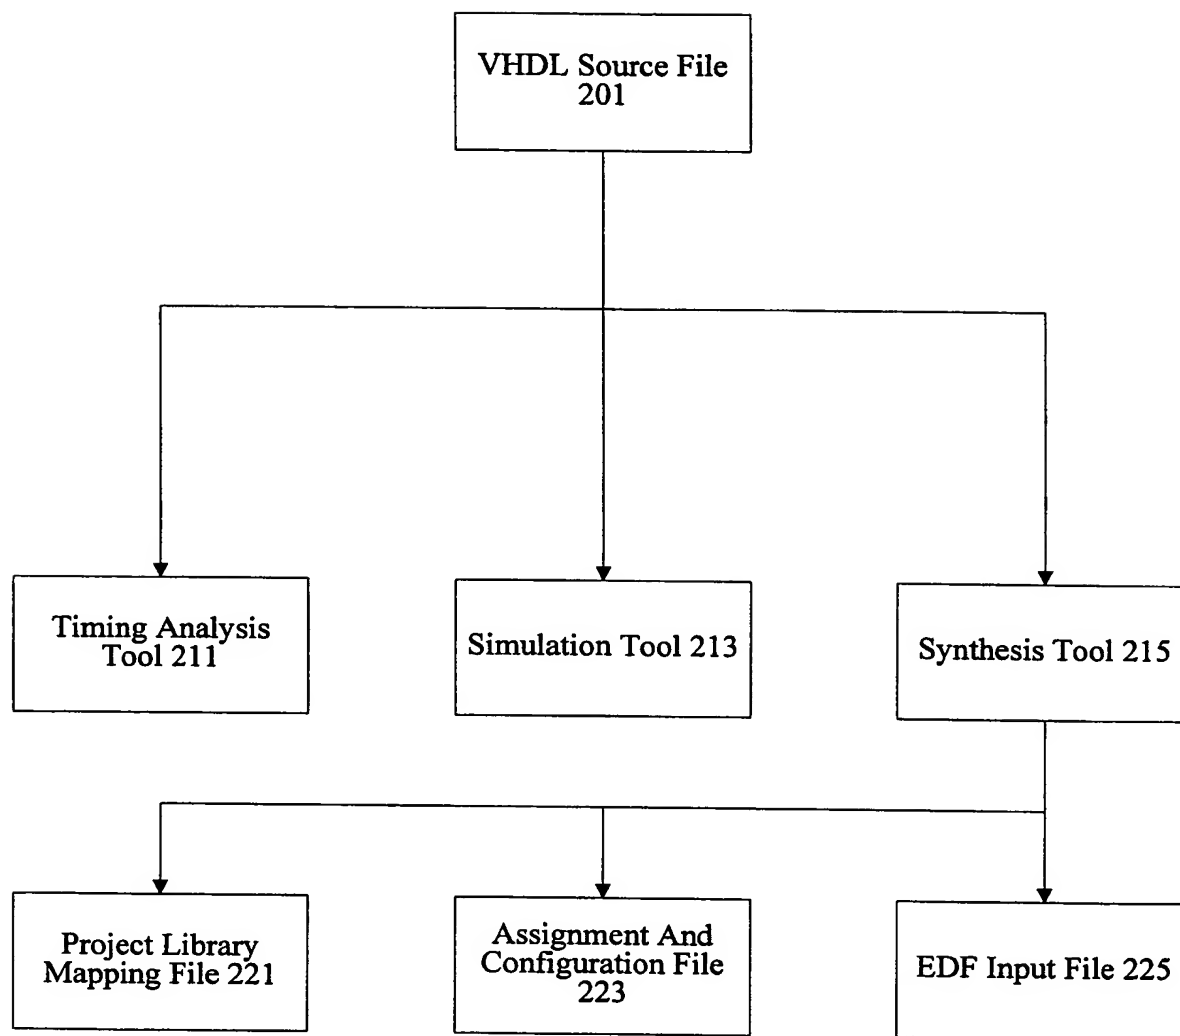 VHDL Source File
201
Timing Analysis
Tool 211
Simulation Tool 213
Synthesis Tool 215
Project Library
Mapping File 221
Assignment And
Configuration File
223
EDF Input File 225